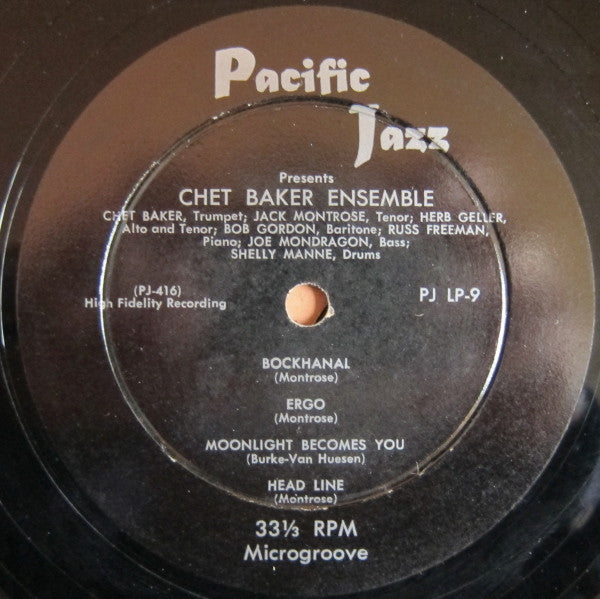 Pacific
Jazz
Presents
CHET BAKER ENSEMBLE
CHET BAKER, Trumpet; JACK MONTROSE, Tenor; HERB GELLER,
Alto and Tenor; BOB GORDON, Baritone; RUSS FREEMAN,
Piano; JOE MONDRAGON, Bass;
SHELLY MANNE, Drums
(PJ-416)
High Fidelity Recording
PJ LP-9
BOCKHANAL
(Montrose)
ERGO
(Montrose)
MOONLIGHT BECOMES YOU
(Burke-Van Huesen)
HEAD LINE
(Montrose)
33⅓ RPM
Microgroove